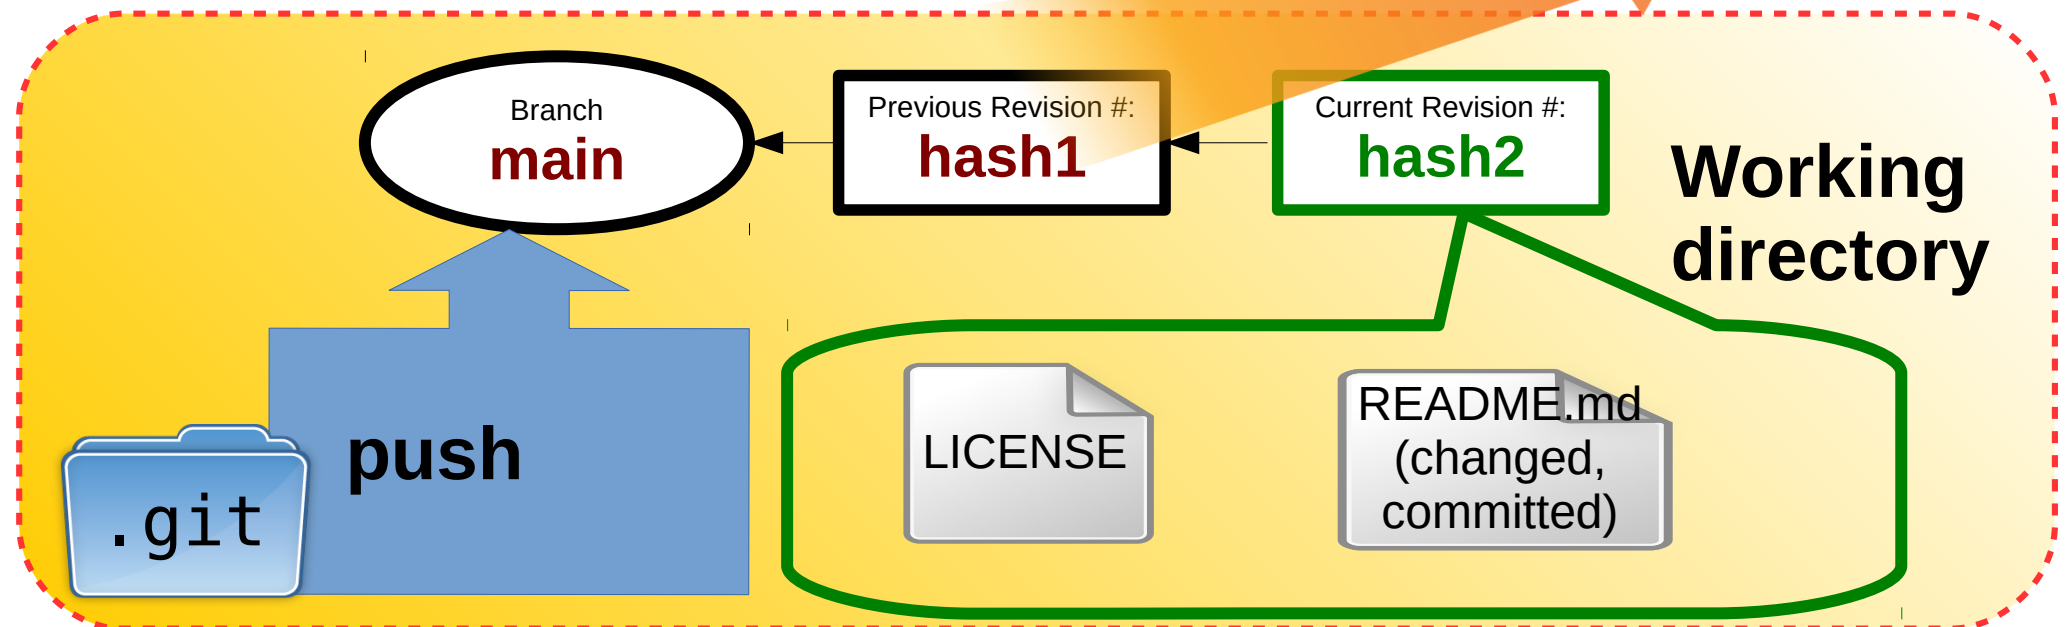 Branch
main
Previous Revision #:
hash1
Current Revision #:
hash2
Working
directory
push
.git
LICENSE
README.md
(changed,
committed)